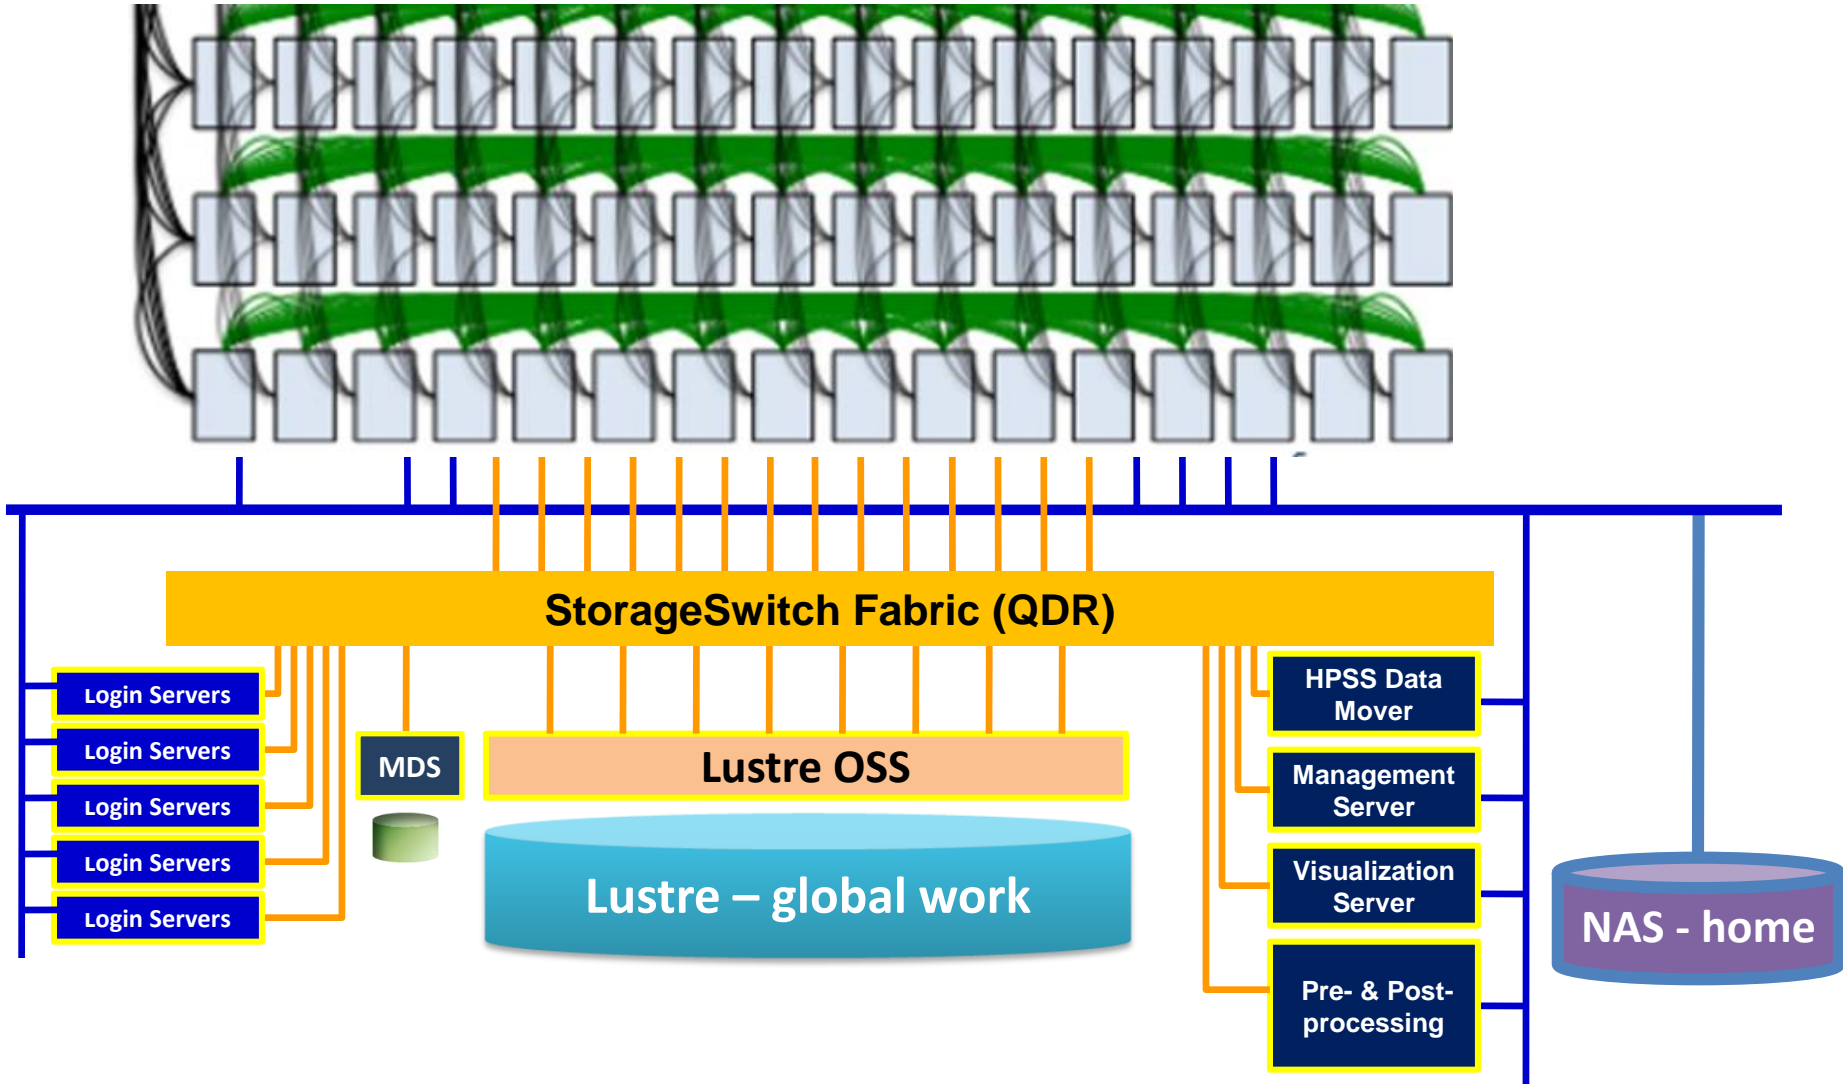 StorageSwitch Fabric (QDR)
Login Servers
Login Servers
Login Servers
Login Servers
Login Servers
MDS
Lustre OSS
Lustre – global work
HPSS Data
Mover
Management
Server
Visualization
Server
Pre- & Post-
processing
NAS - home